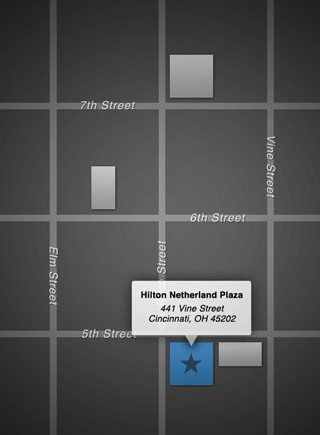 7th Street
Vine Street
6th Street
Elm Street
Street
Hilton Netherland Plaza
441 Vine Street
Cincinnati, OH 45202
5th Street